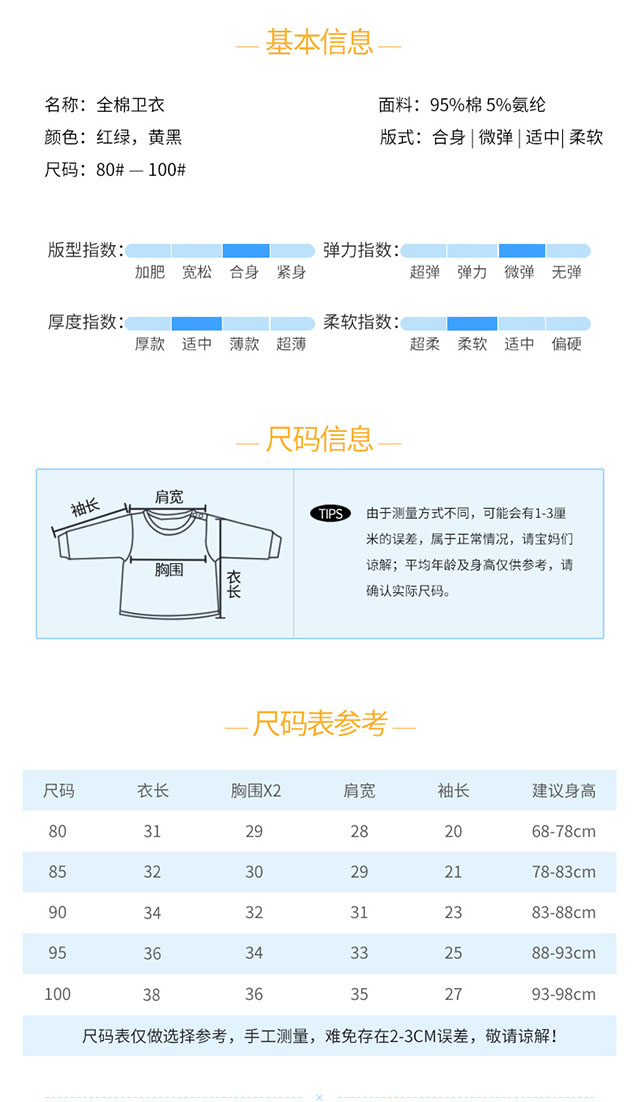 基本信息
名称：全棉卫衣
面料：95%棉 5%氨纶
颜色：红绿，黄黑
版式：合身 | 微弹 | 适中| 柔软
尺码：80# — 100#
版型指数：
加肥 宽松 合身 紧身
弹力指数：
超弹 弹力 微弹 无弹
厚度指数：
厚款 适中 薄款 超薄
柔软指数：
超柔 柔软 适中 偏硬
尺码信息
袖长
肩宽
胸围
衣长
TIPS
由于测量方式不同，可能会有1-3厘
米的误差，属于正常情况，请宝妈们
谅解；平均年龄及身高仅供参考，请
确认实际尺码。
尺码表参考
尺码 衣长 胸围X2 肩宽 袖长 建议身高
80 31 29 28 20 68-78cm
85 32 30 29 21 78-83cm
90 34 32 31 23 83-88cm
95 36 34 33 25 88-93cm
100 38 36 35 27 93-98cm
尺码表仅做选择参考，手工测量，难免存在2-3CM误差，敬请谅解！